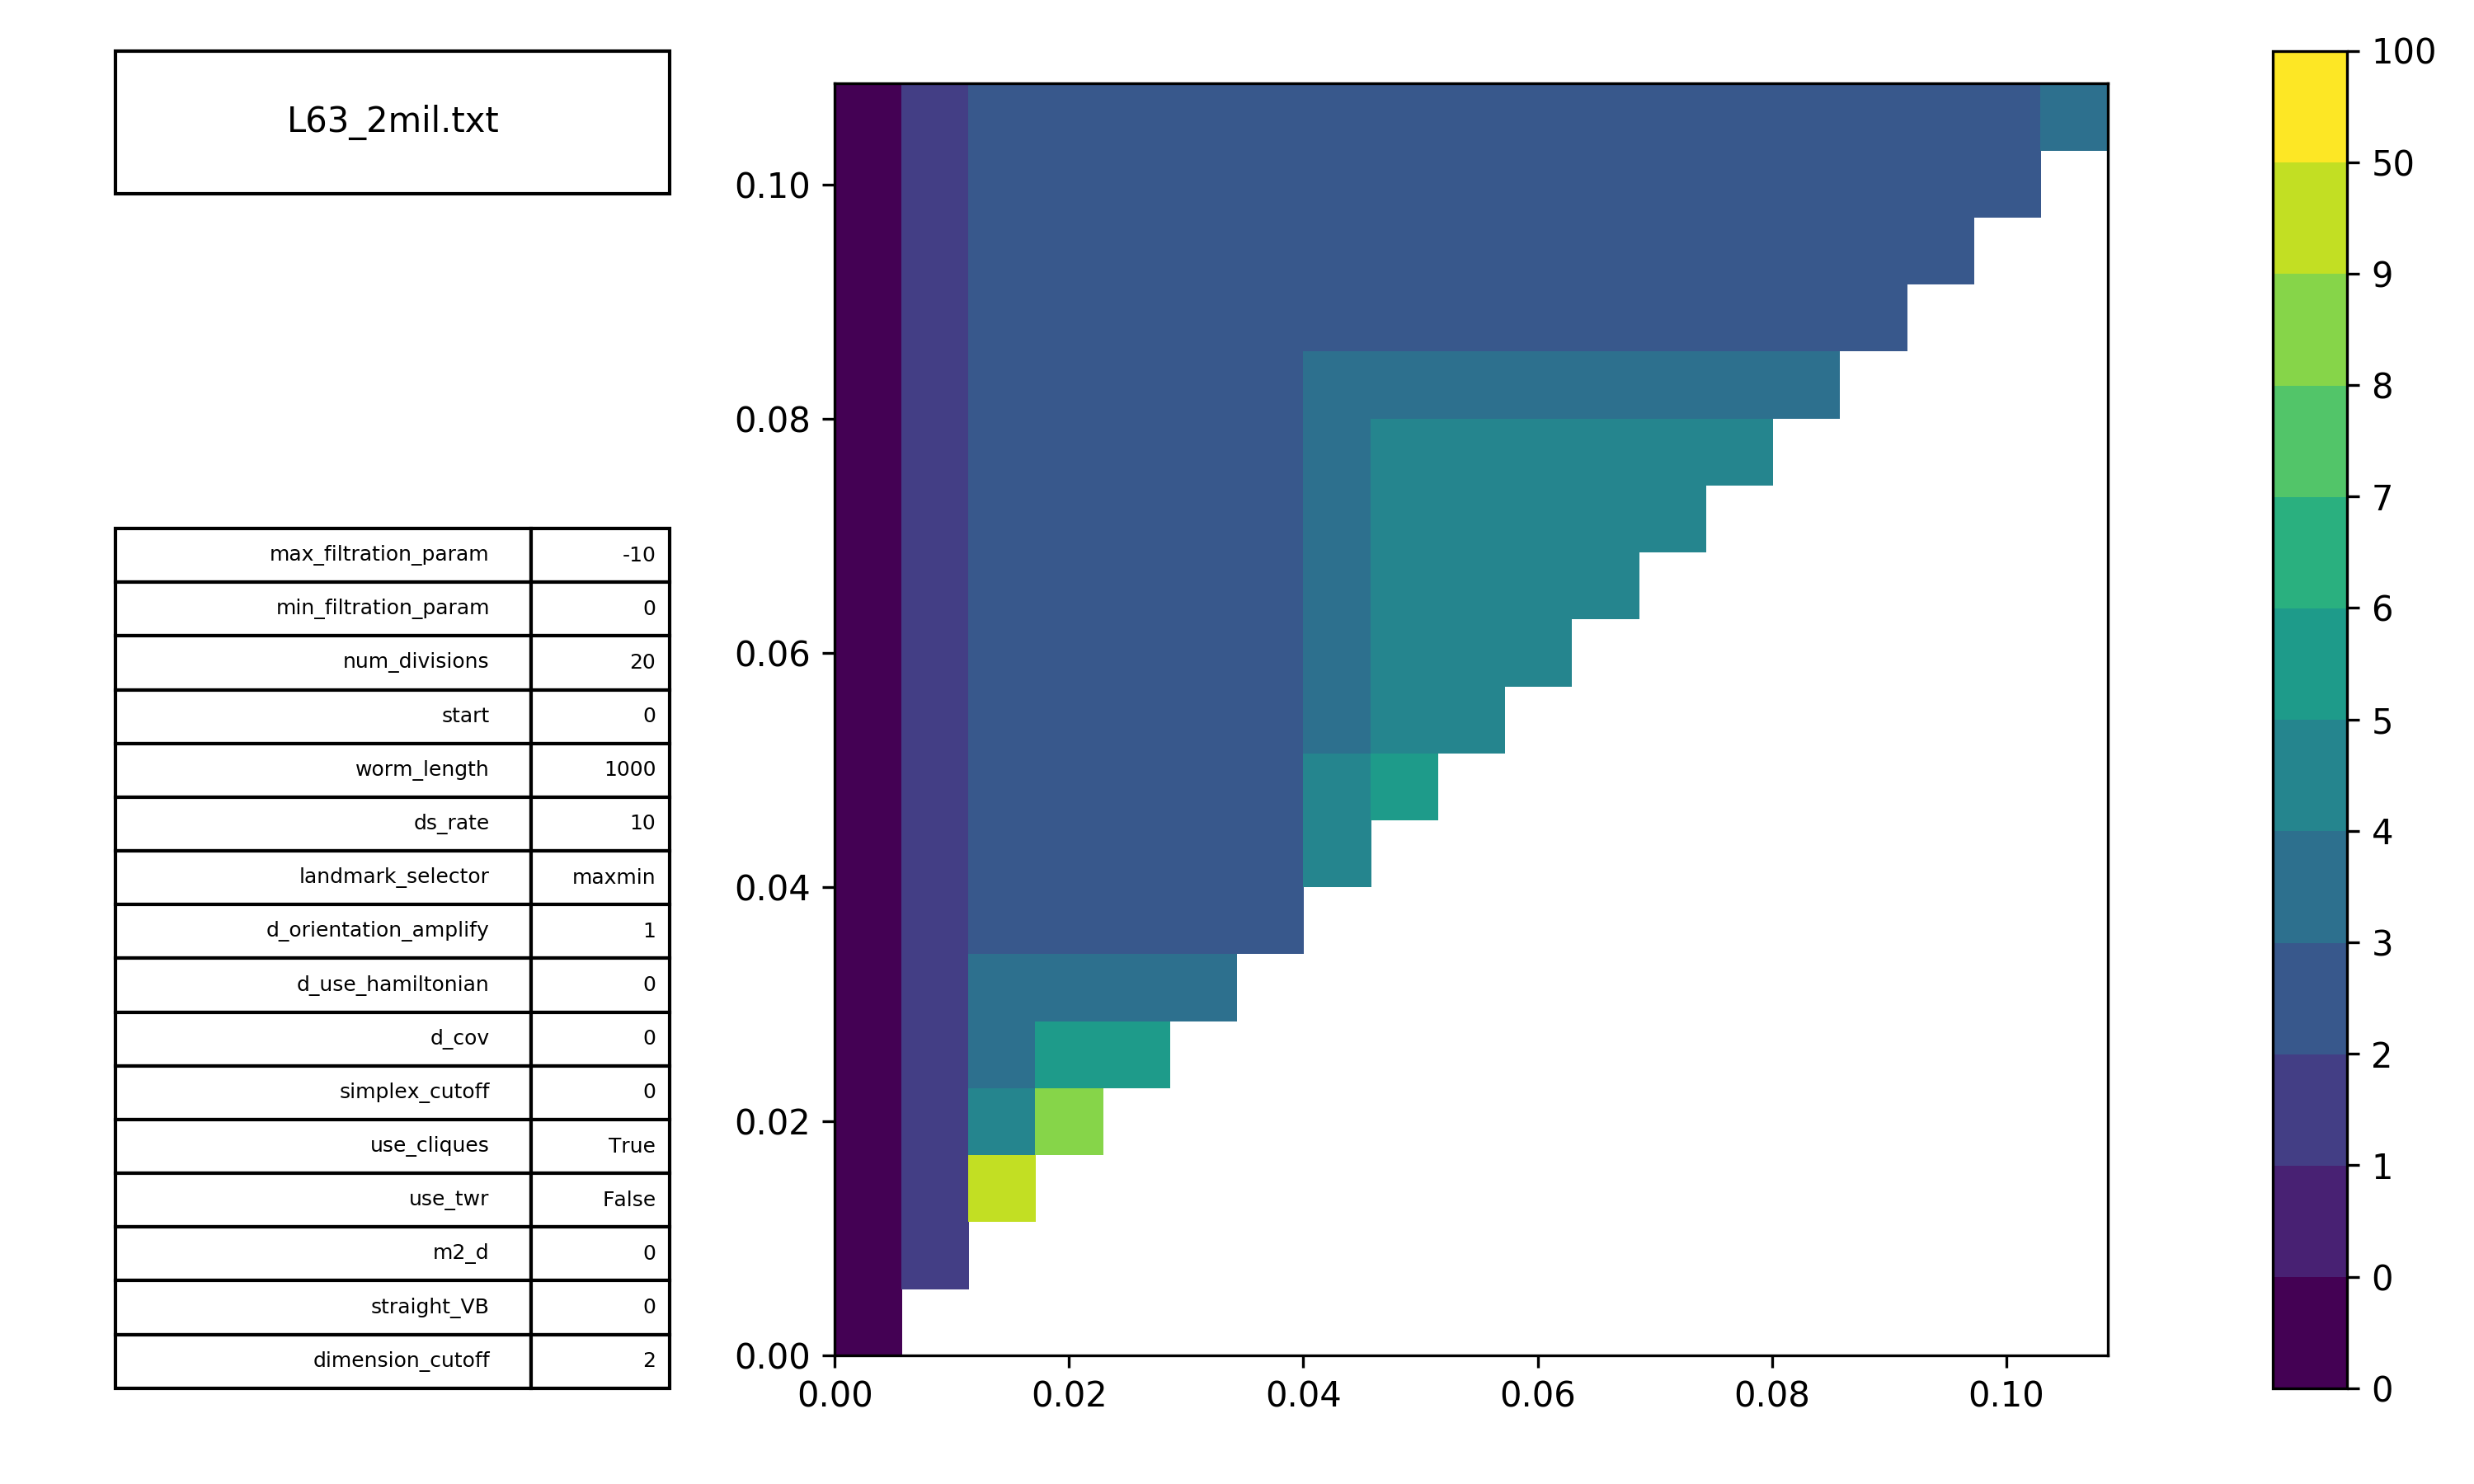 L63_2mil.txt
max_filtration_param -10
min_filtration_param 0
num_divisions 20
start 0
worm_length 1000
ds_rate 10
landmark_selector maxmin
d_orientation_amplify 1
d_use_hamiltonian 0
d_cov 0
simplex_cutoff 0
use_cliques True
use_twr False
m2_d 0
straight_VB 0
dimension_cutoff 2
0.10
0.08
0.06
0.04
0.02
0.00
0.00 0.02 0.04 0.06 0.08 0.10
100
50
9
8
7
6
5
4
3
2
1
0
0